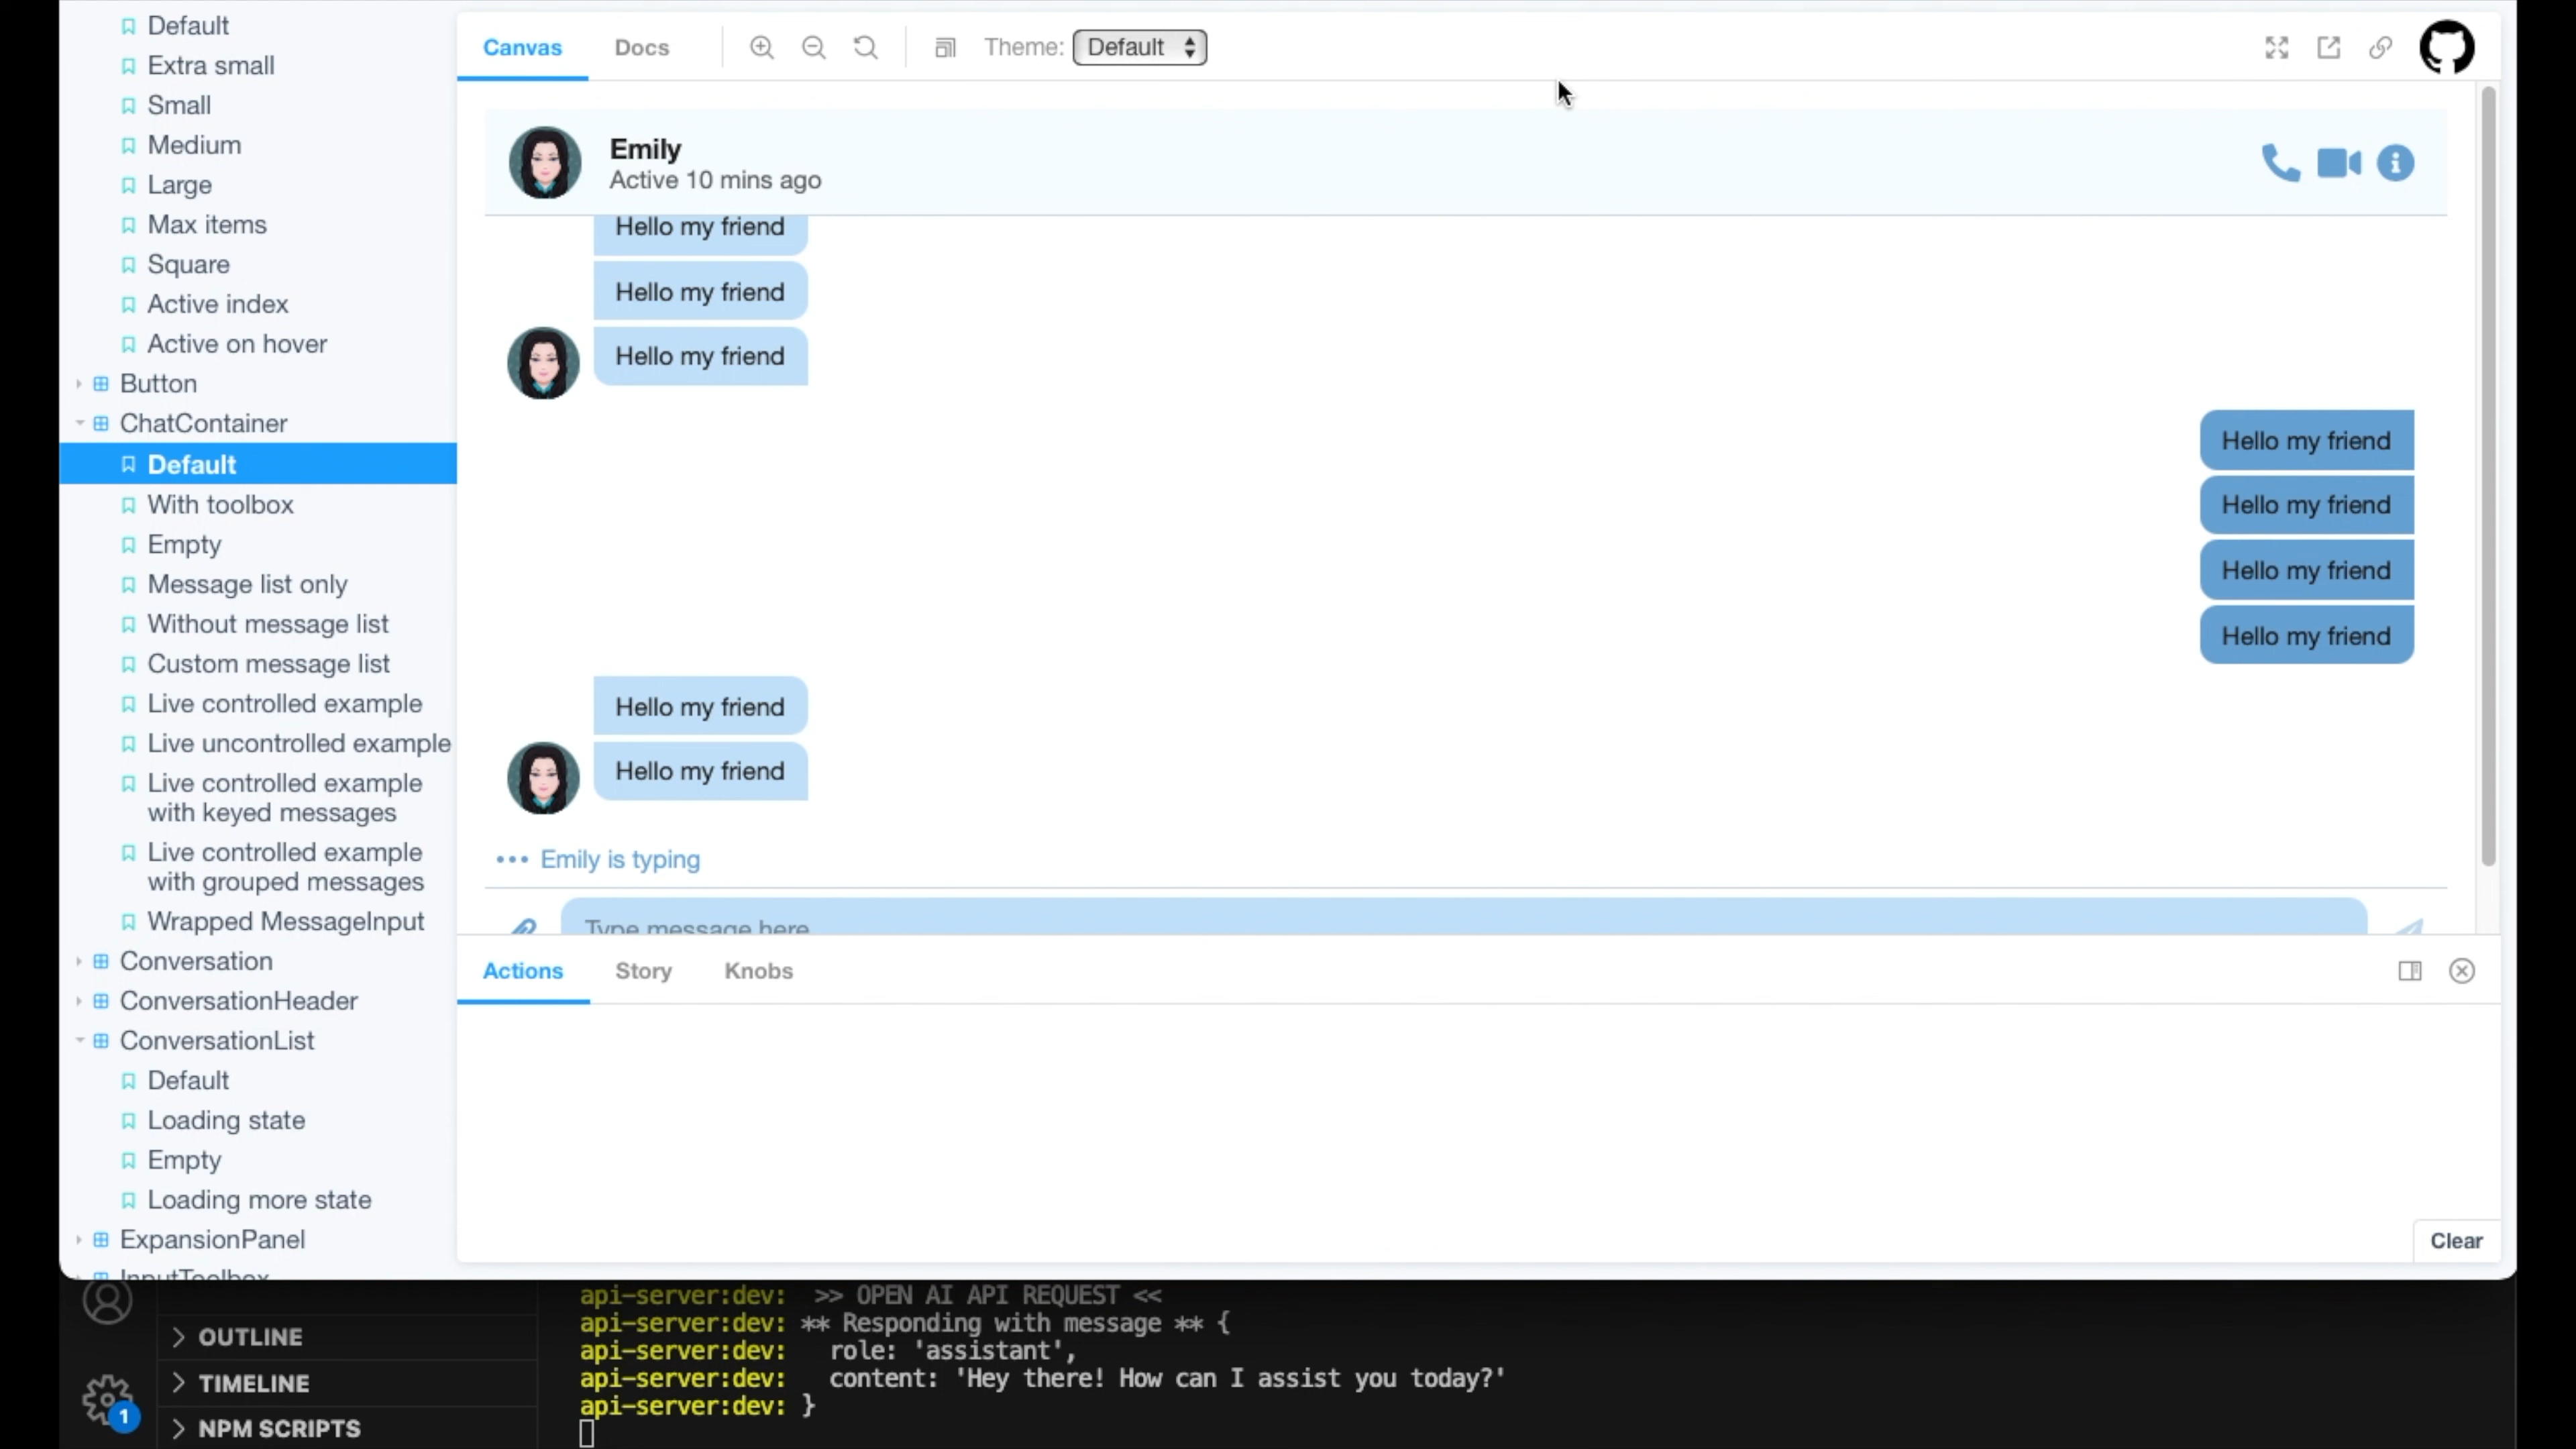 Default
Extra small
Small
Medium
Large
Max items
Square
Active index
Active on hover
Button
ChatContainer
Default
With toolbox
Empty
Message list only
Without message list
Custom message list
Live controlled example
Live uncontrolled example
Live controlled example
with keyed messages
Live controlled example
with grouped messages
Wrapped MessageInput
Conversation
ConversationHeader
ConversationList
Default
Loading state
Empty
Loading more state
ExpansionPanel
InputToolbox
Canvas Docs Theme: Default
Emily
Active 10 mins ago
Hello my friend
Hello my friend
Hello my friend
Hello my friend
Hello my friend
Hello my friend
Hello my friend
Hello my friend
Hello my friend
Emily is typing
Type message here
Actions Story Knobs
Clear
OUTLINE
TIMELINE
NPM SCRIPTS
1
api-server:dev: >> OPEN AI API REQUEST <<
api-server:dev: ** Responding with message ** {
api-server:dev: role: 'assistant',
api-server:dev: content: 'Hey there! How can I assist you today?'
api-server:dev: }